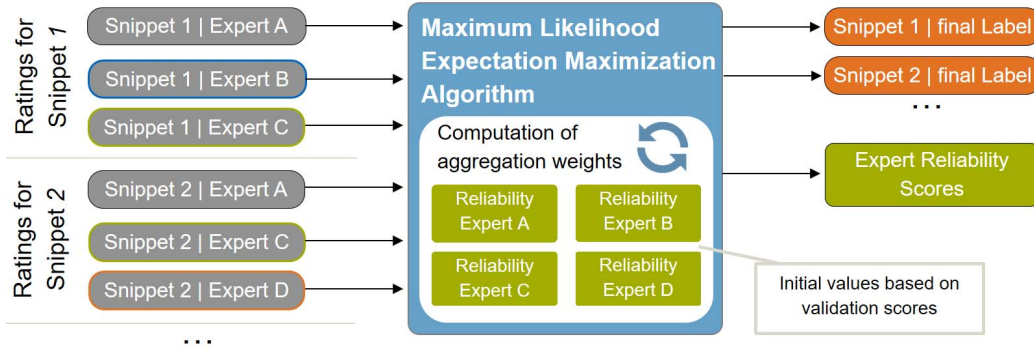 Ratings for
Snippet 1
Snippet 1 | Expert A
Snippet 1 | Expert B
Snippet 1 | Expert C
Ratings for
Snippet 2
Snippet 2 | Expert A
Snippet 2 | Expert C
Snippet 2 | Expert D
...
Maximum Likelihood
Expectation Maximization
Algorithm
Computation of
aggregation weights
Reliability
Expert A
Reliability
Expert B
Reliability
Expert C
Reliability
Expert D
Snippet 1 | final Label
Snippet 2 | final Label
...
Expert Reliability
Scores
Initial values based on
validation scores